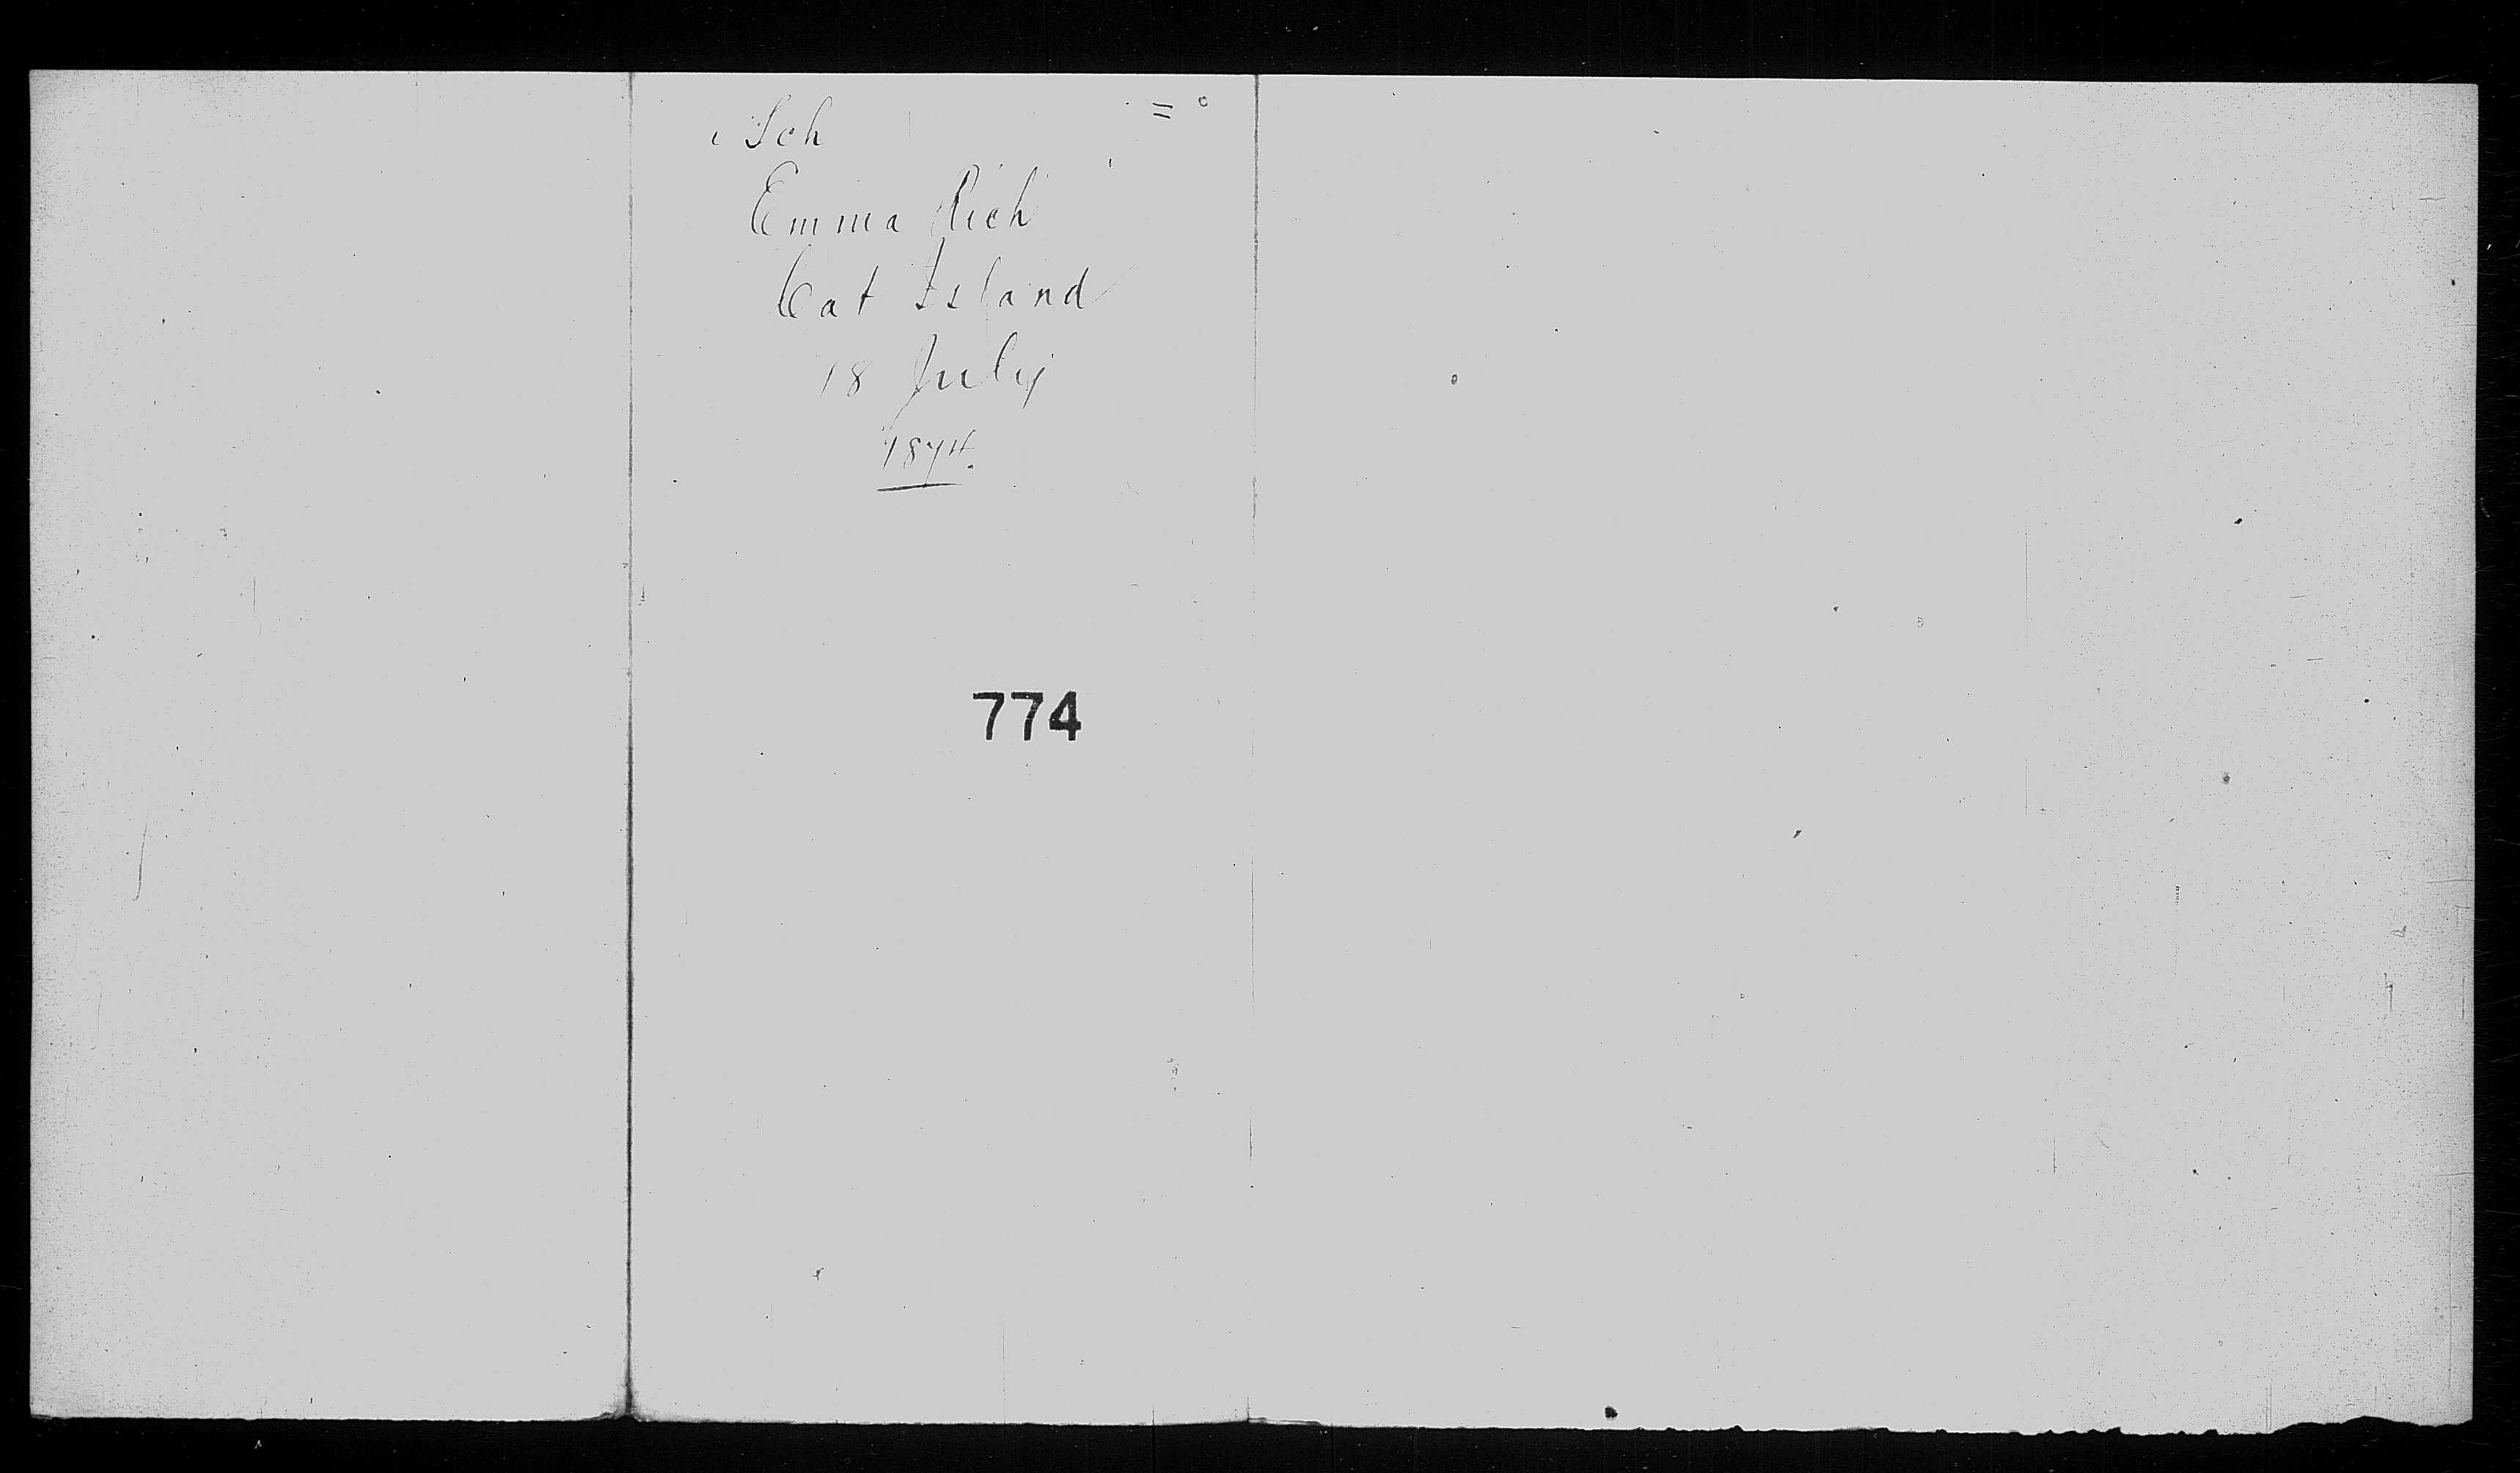 Sch
Emma Rich
Cat Island
18 July
1874.
774